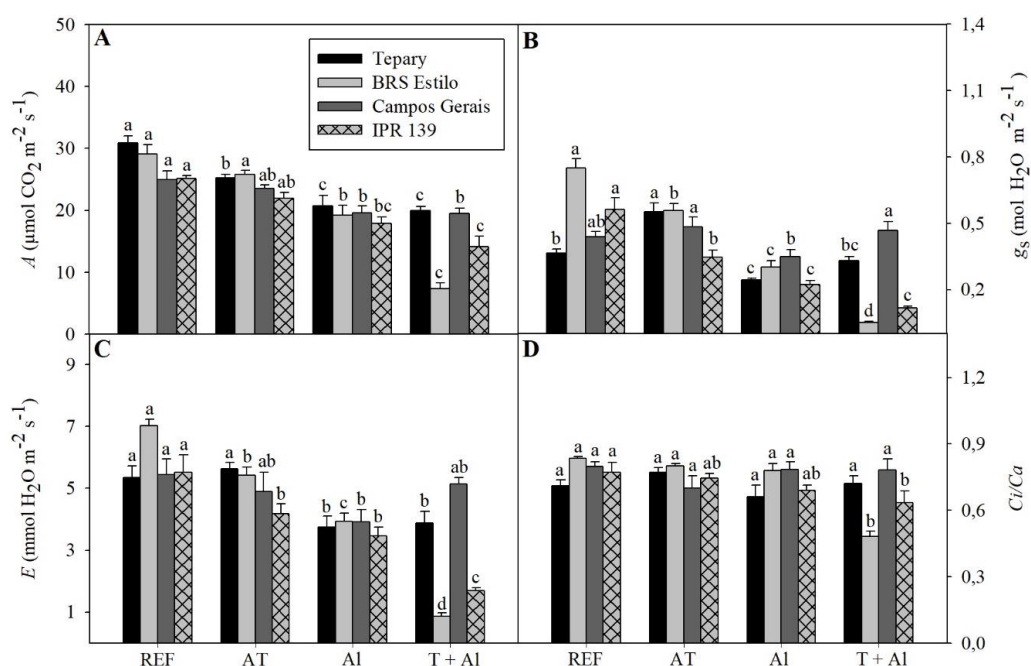 A
50
40
30
20
10
0
A (µmol CO2 m-2 s-1)
Tepary
BRS Estilo
Campos Gerais
IPR 139
a a a a
b a ab ab
c b b bc
c d b c
B
1,4
1,1
0,8
0,5
0,2
gs (mol H2O m-2 s-1)
b a ab a
a b a b
c c b c
bc d a c
C
9
7
5
3
1
E (mmol H2O m-2 s-1)
a a a a
a b ab b
b c b b
b d ab c
D
1,2
0,9
0,6
0,3
0,0
Ci/Ca
a a a a
a a a ab
a a a ab
a b a b
REF AT Al T + Al
REF AT Al T + Al